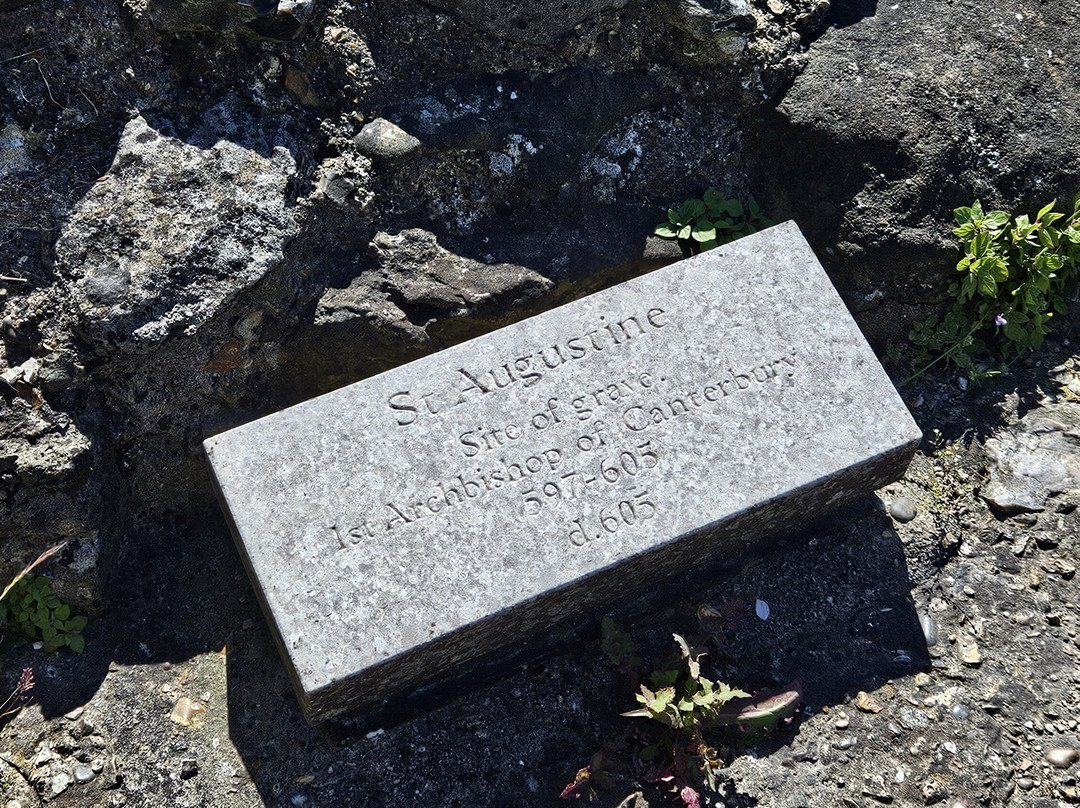 St Augustine
Site of grave.
1st Archbishop of Canterbury
597-605
d.605